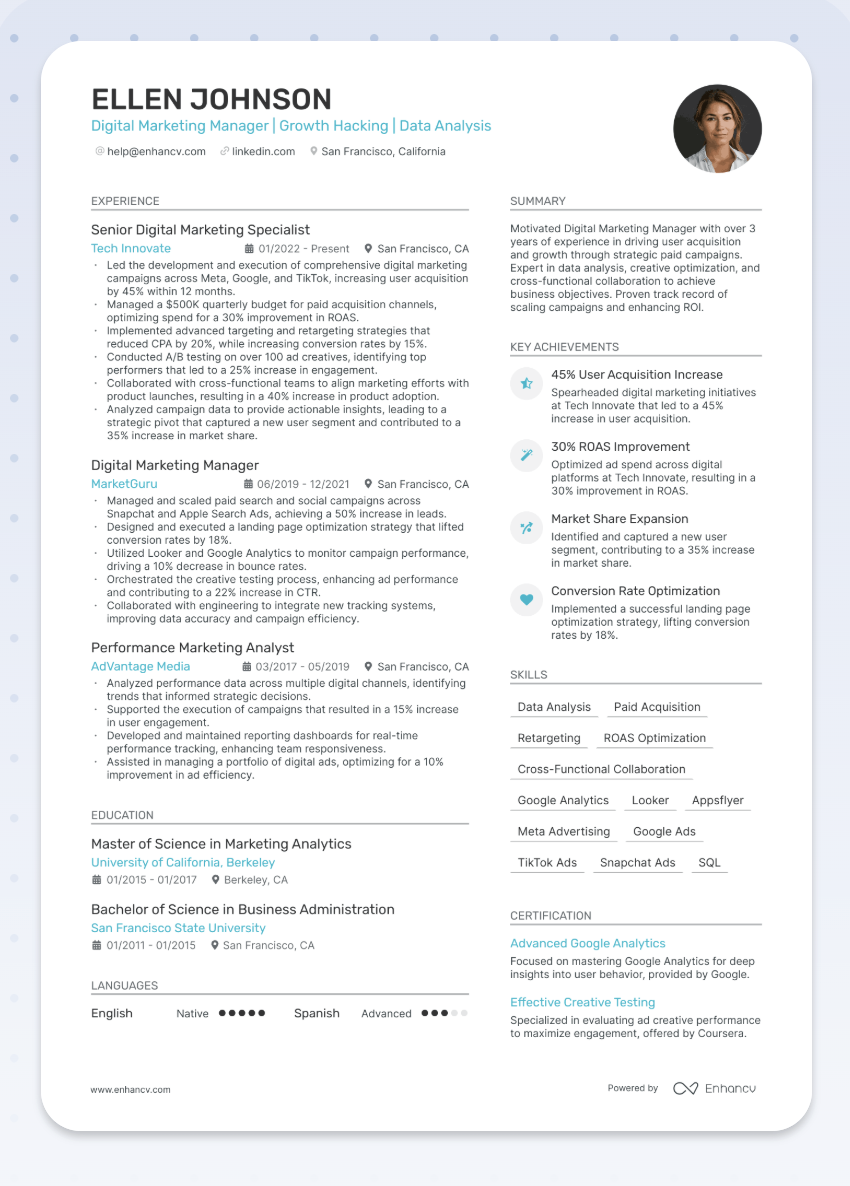 ELLEN JOHNSON
Digital Marketing Manager | Growth Hacking | Data Analysis
help@enhancv.com linkedin.com San Francisco, California
EXPERIENCE
Senior Digital Marketing Specialist
Tech Innovate 01/2022 - Present San Francisco, CA
· Led the development and execution of comprehensive digital marketing
campaigns across Meta, Google, and TikTok, increasing user acquisition
by 45% within 12 months.
· Managed a $500K quarterly budget for paid acquisition channels,
optimizing spend for a 30% improvement in ROAS.
· Implemented advanced targeting and retargeting strategies that
reduced CPA by 20%, while increasing conversion rates by 15%.
· Conducted A/B testing on over 100 ad creatives, identifying top
performers that led to a 25% increase in engagement.
· Collaborated with cross-functional teams to align marketing efforts with
product launches, resulting in a 40% increase in product adoption.
· Analyzed campaign data to provide actionable insights, leading to a
strategic pivot that captured a new user segment and contributed to a
35% increase in market share.
Digital Marketing Manager
MarketGuru 06/2019 - 12/2021 San Francisco, CA
· Managed and scaled paid search and social campaigns across
Snapchat and Apple Search Ads, achieving a 50% increase in leads.
· Designed and executed a landing page optimization strategy that lifted
conversion rates by 18%.
· Utilized Looker and Google Analytics to monitor campaign performance,
driving a 10% decrease in bounce rates.
· Orchestrated the creative testing process, enhancing ad performance
and contributing to a 22% increase in CTR.
· Collaborated with engineering to integrate new tracking systems,
improving data accuracy and campaign efficiency.
Performance Marketing Analyst
AdVantage Media 03/2017 - 05/2019 San Francisco, CA
· Analyzed performance data across multiple digital channels, identifying
trends that informed strategic decisions.
· Supported the execution of campaigns that resulted in a 15% increase
in user engagement.
· Developed and maintained reporting dashboards for real-time
performance tracking, enhancing team responsiveness.
· Assisted in managing a portfolio of digital ads, optimizing for a 10%
improvement in ad efficiency.
EDUCATION
Master of Science in Marketing Analytics
University of California, Berkeley
01/2015 - 01/2017 Berkeley, CA
Bachelor of Science in Business Administration
San Francisco State University
01/2011 - 01/2015 San Francisco, CA
LANGUAGES
English Native Spanish Advanced
SUMMARY
Motivated Digital Marketing Manager with over 3
years of experience in driving user acquisition
and growth through strategic paid campaigns.
Expert in data analysis, creative optimization, and
cross-functional collaboration to achieve
business objectives. Proven track record of
scaling campaigns and enhancing ROI.
KEY ACHIEVEMENTS
45% User Acquisition Increase
Spearheaded digital marketing initiatives
at Tech Innovate that led to a 45%
increase in user acquisition.
30% ROAS Improvement
Optimized ad spend across digital
platforms at Tech Innovate, resulting in a
30% improvement in ROAS.
Market Share Expansion
Identified and captured a new user
segment, contributing to a 35% increase
in market share.
Conversion Rate Optimization
Implemented a successful landing page
optimization strategy, lifting conversion
rates by 18%.
SKILLS
Data Analysis Paid Acquisition
Retargeting ROAS Optimization
Cross-Functional Collaboration
Google Analytics Looker Appsflyer
Meta Advertising Google Ads
TikTok Ads Snapchat Ads SQL
CERTIFICATION
Advanced Google Analytics
Focused on mastering Google Analytics for deep
insights into user behavior, provided by Google.
Effective Creative Testing
Specialized in evaluating ad creative performance
to maximize engagement, offered by Coursera.
www.enhancv.com Powered by Enhancv